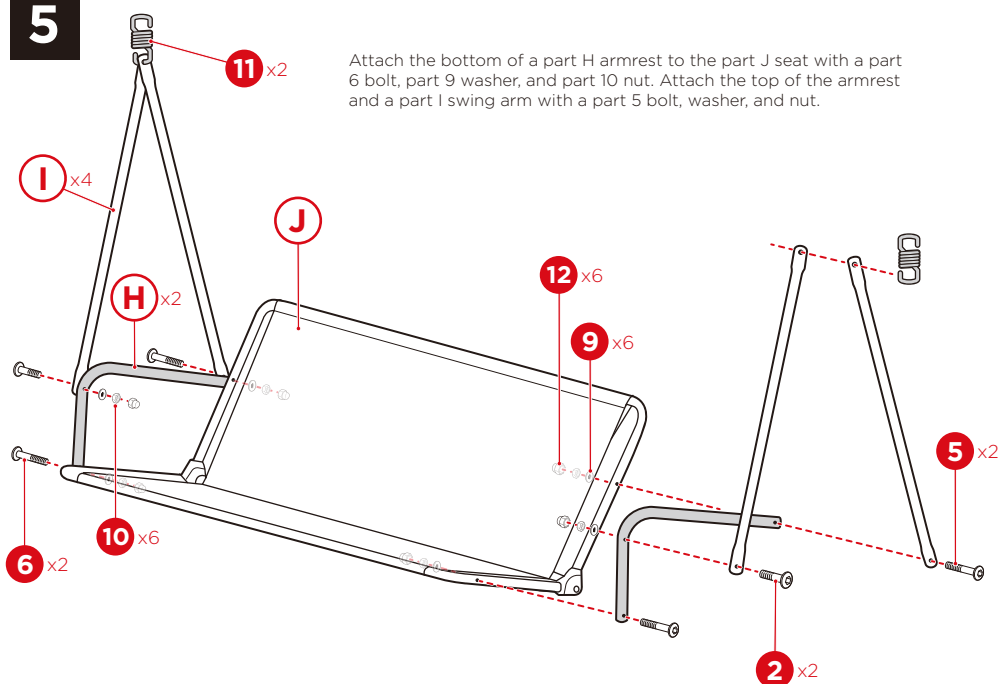 5
11 x2
Attach the bottom of a part H armrest to the part J seat with a part
6 bolt, part 9 washer, and part 10 nut. Attach the top of the armrest
and a part I swing arm with a part 5 bolt, washer, and nut.
I x4
J
H x2
12 x6
9 x6
5 x2
10 x6
6 x2
2 x2